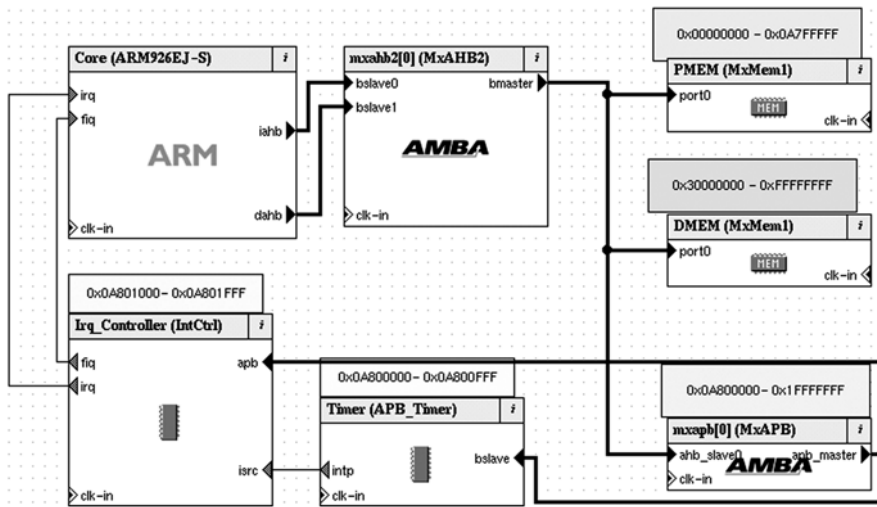 0x00000000 - 0x0A7FFFFF
Core (ARM926EJ-S) i
mxahb2[0] (MxAHB2) i
PMEM (MxMem1) i
irq
fiq
iahb
ARM
dahb
clk-in
bslave0 bmaster
bslave1
AMBA
clk-in
port0
MEM
clk-in
0x30000000 - 0xFFFFFFFF
DMEM (MxMem1) i
port0
MEM
clk-in
0x0A801000 - 0x0A801FFF
Irq_Controller (IntCtrl) i
fiq apb
irq
isrc
clk-in
0x0A800000 - 0x0A800FFF
Timer (APB_Timer) i
bslave
intp
clk-in
0x0A800000 - 0x1FFFFFFF
mxapb[0] (MxAPB) i
ahb_slave0 apb_master
AMBA
clk-in